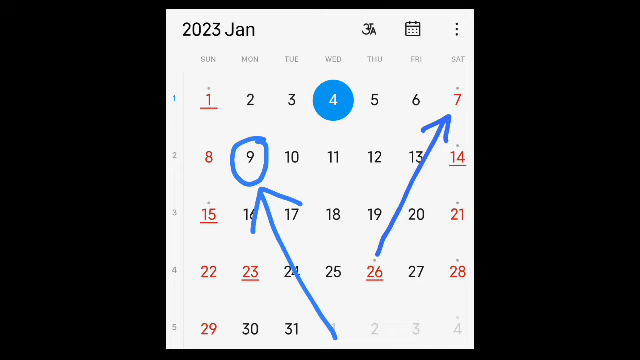 2023 Jan अTA
SUN MON TUE WED THU FRI SAT
1 1 2 3 4 5 6 7
2 8 9 10 11 12 13 14
3 15 16 17 18 19 20 21
4 22 23 24 25 26 27 28
5 29 30 31 1 2 3 4